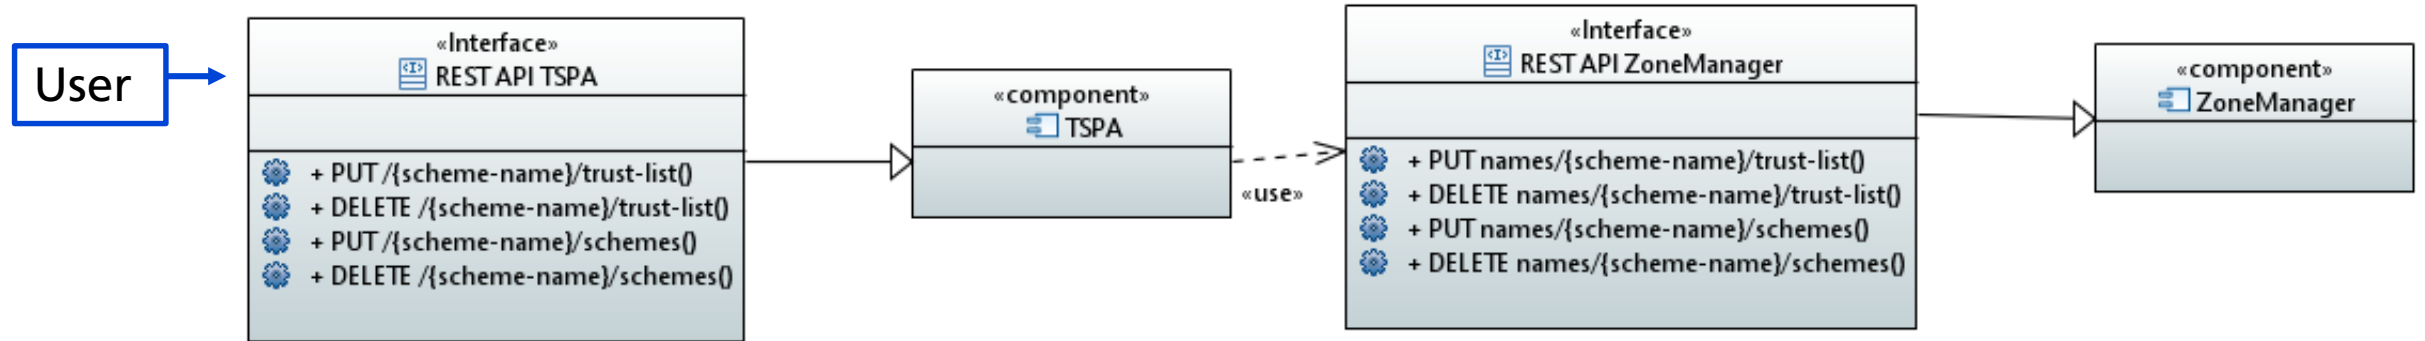 User
«Interface»
REST API TSPA
+ PUT /{scheme-name}/trust-list()
+ DELETE /{scheme-name}/trust-list()
+ PUT /{scheme-name}/schemes()
+ DELETE /{scheme-name}/schemes()
«component»
TSPA
«use»
«Interface»
REST API ZoneManager
+ PUT names/{scheme-name}/trust-list()
+ DELETE names/{scheme-name}/trust-list()
+ PUT names/{scheme-name}/schemes()
+ DELETE names/{scheme-name}/schemes()
«component»
ZoneManager